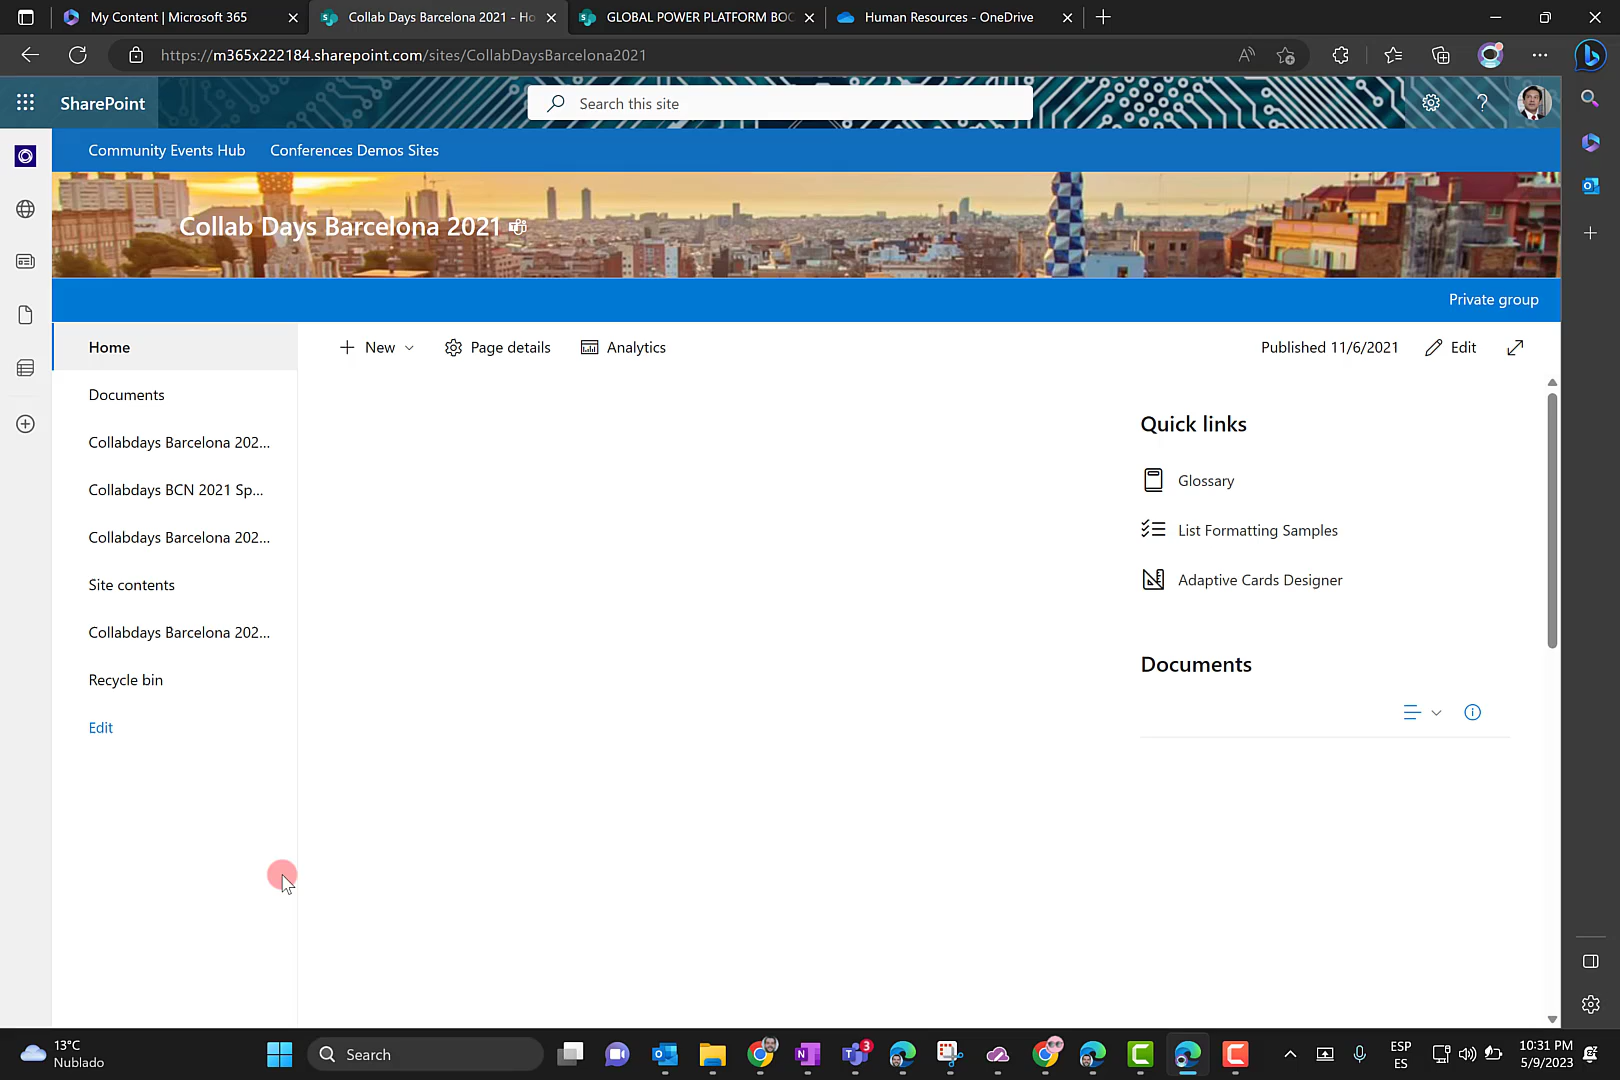 My Content | Microsoft 365
Collab Days Barcelona 2021 - Ho
GLOBAL POWER PLATFORM BOO
Human Resources - OneDrive
https://m365x222184.sharepoint.com/sites/CollabDaysBarcelona2021
SharePoint
Search this site
Community Events Hub
Conferences Demos Sites
Collab Days Barcelona 2021
Private group
Home
New
Page details
Analytics
Published 11/6/2021
Edit
Documents
Collabdays Barcelona 202...
Collabdays BCN 2021 Sp...
Collabdays Barcelona 202...
Site contents
Collabdays Barcelona 202...
Recycle bin
Edit
Quick links
Glossary
List Formatting Samples
Adaptive Cards Designer
Documents
13°C
Nublado
Search
3
ESP
ES
10:31 PM
5/9/2023